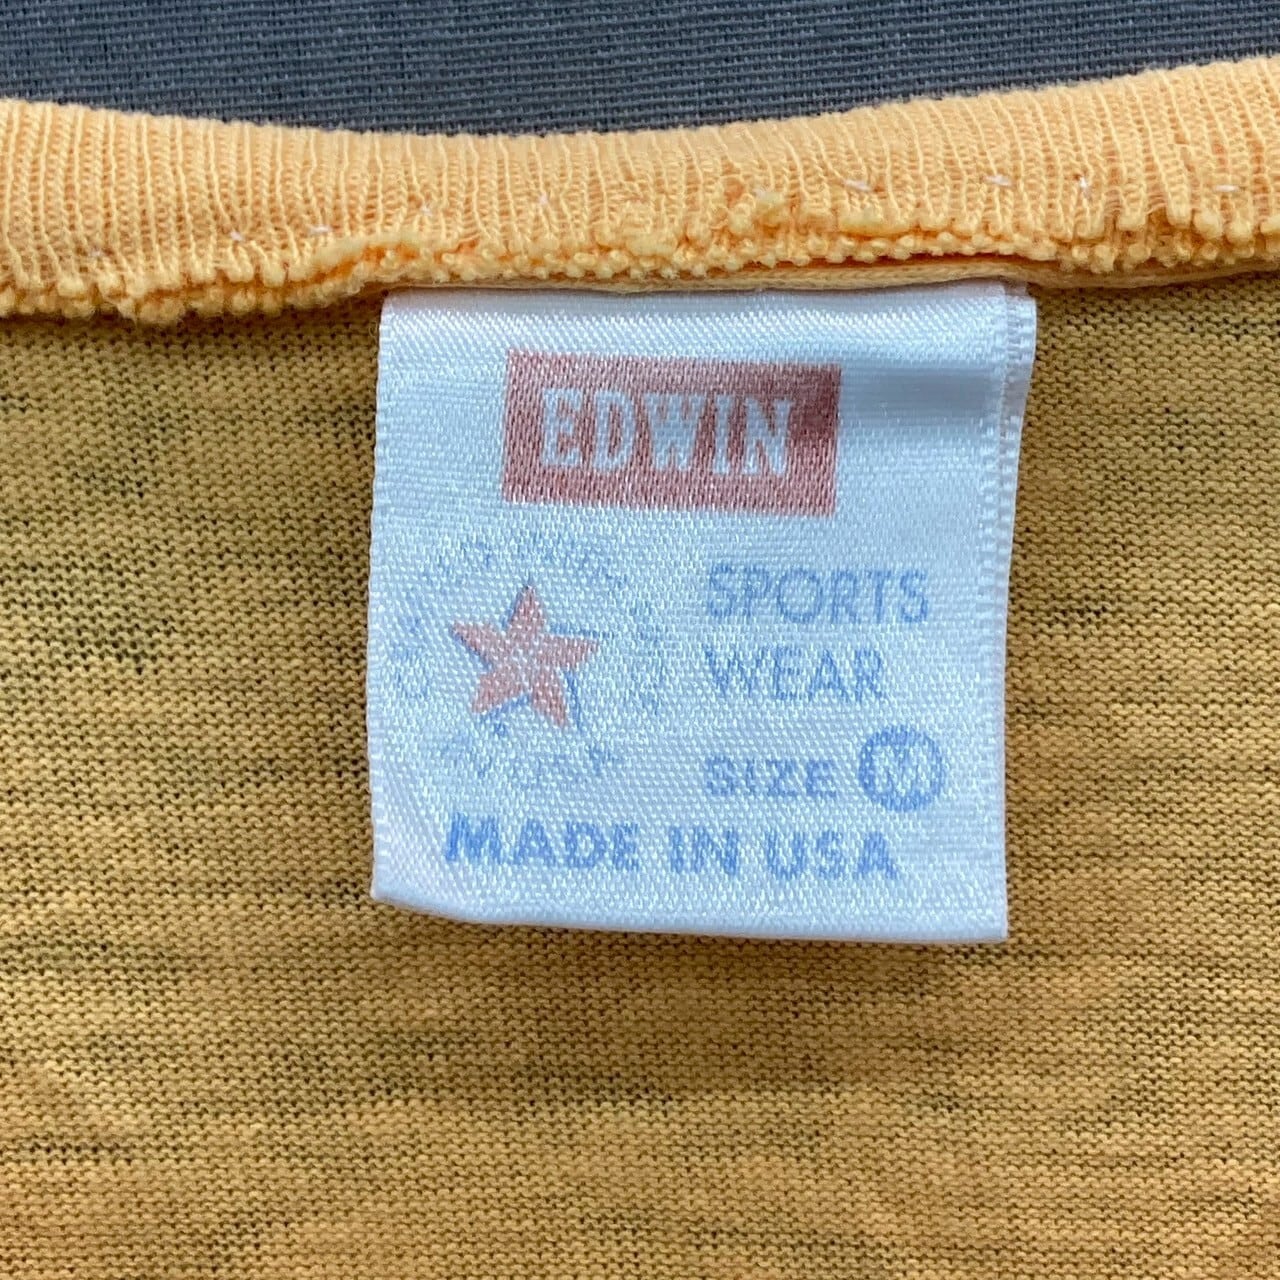 EDWIN
SPORTS
WEAR
SIZE M
MADE IN USA